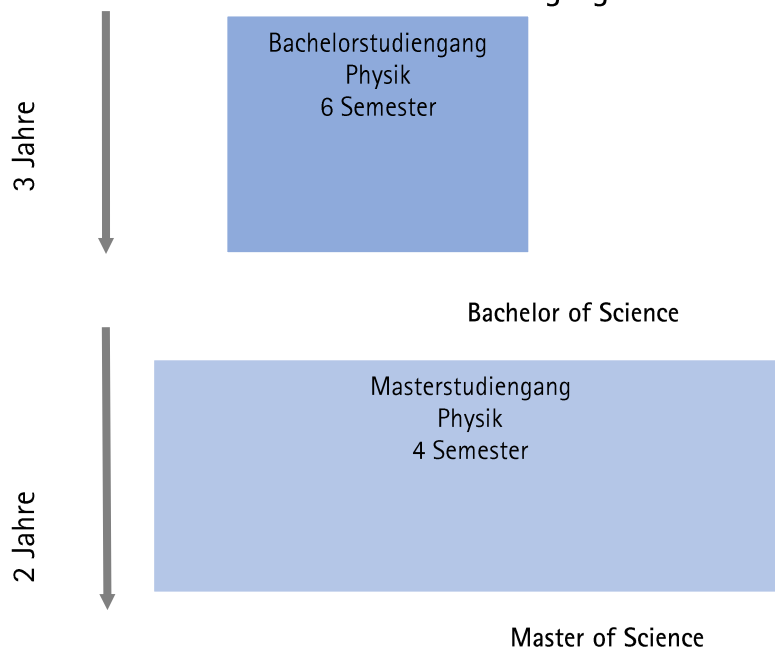 Bachelorstudiengang
Physik
6 Semester
3 Jahre
Bachelor of Science
Masterstudiengang
Physik
4 Semester
2 Jahre
Master of Science